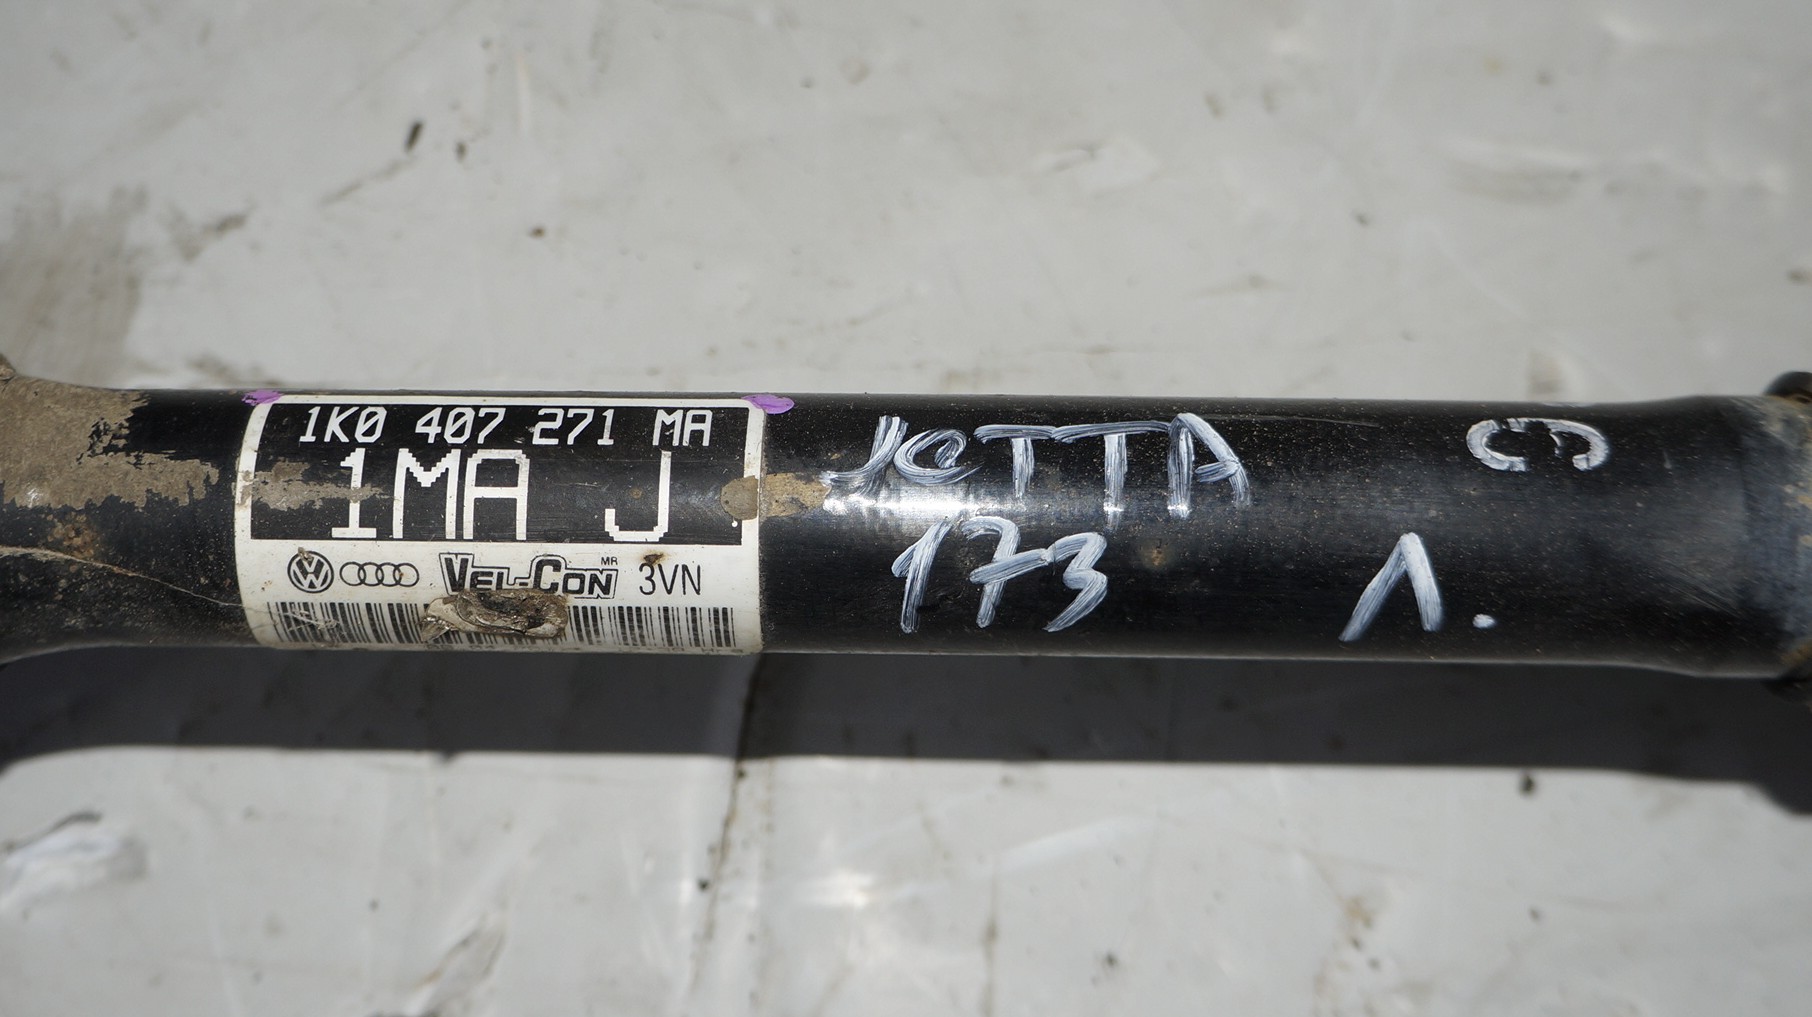 1K0 407 271 MA
1MA J
VEL-CON MR 3VN
JeTTA
173
Л.
C